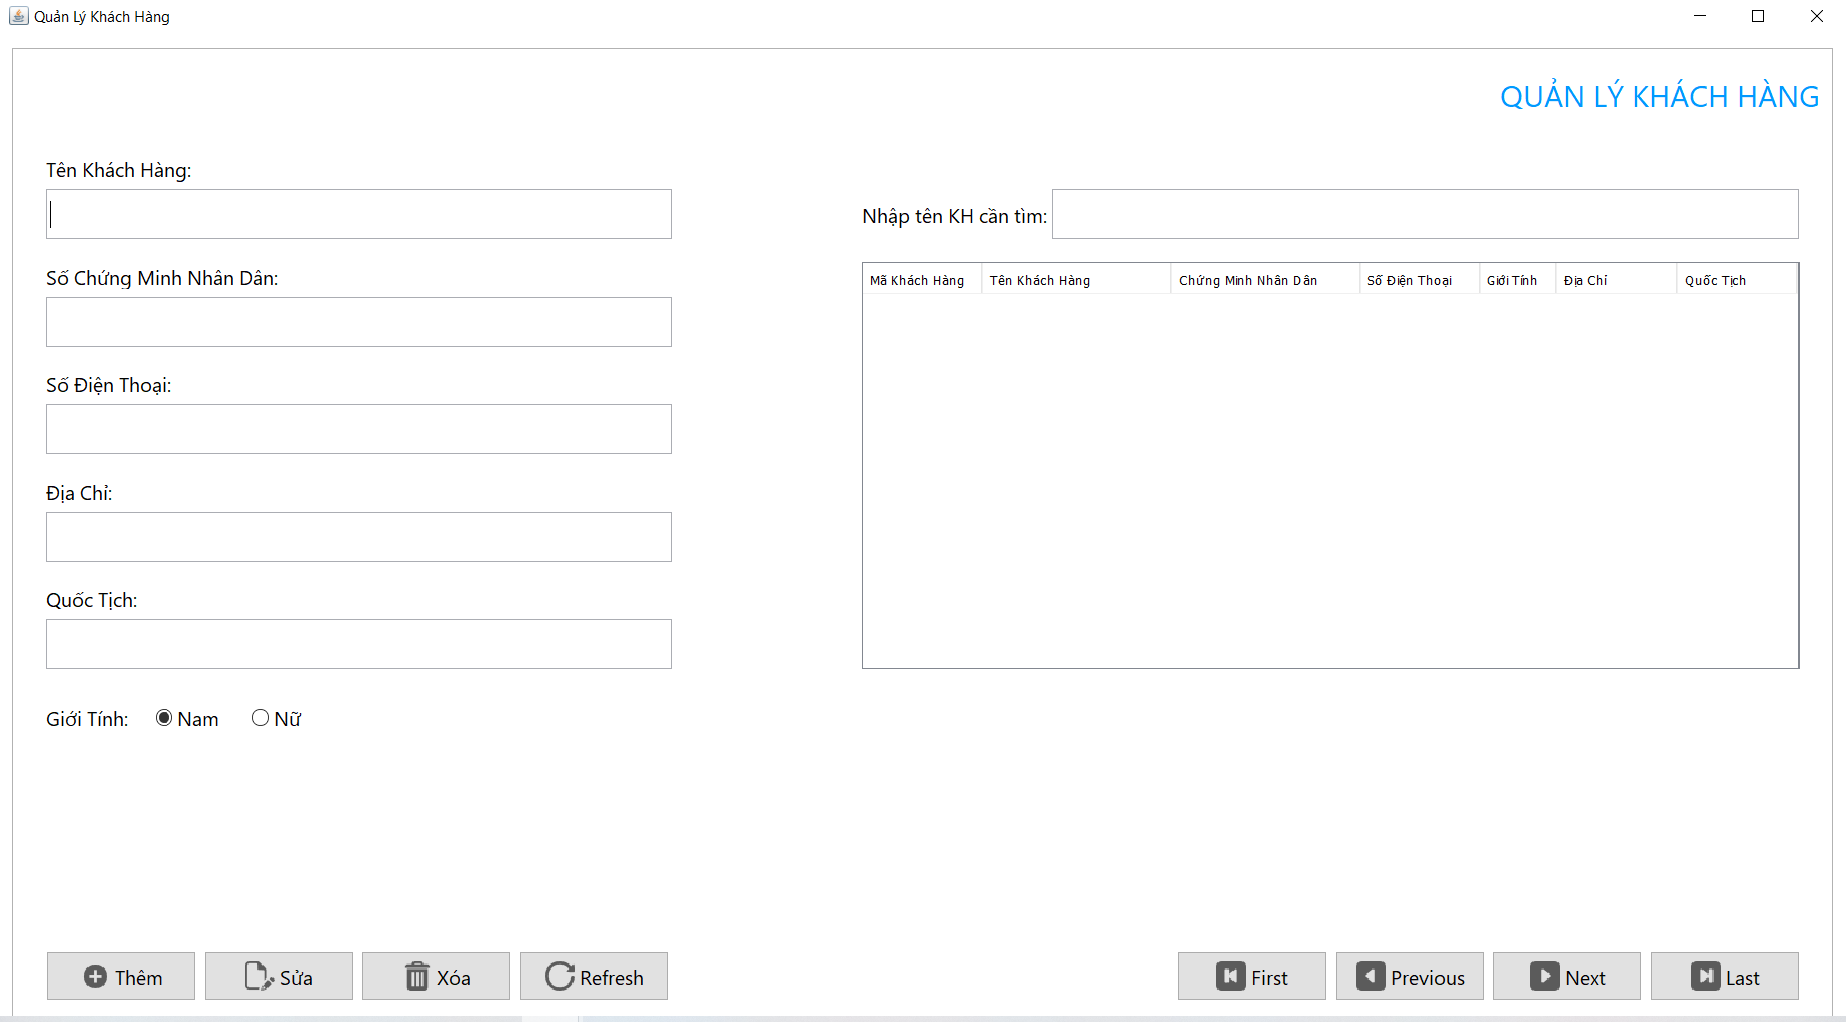 Quản Lý Khách Hàng
QUẢN LÝ KHÁCH HÀNG
Tên Khách Hàng:
Nhập tên KH cần tìm:
Số Chứng Minh Nhân Dân:
Mã Khách Hàng Tên Khách Hàng Chứng Minh Nhân Dân Số Điện Thoại Giới Tính Địa Chỉ Quốc Tịch
Số Điện Thoại:
Địa Chỉ:
Quốc Tịch:
Giới Tính: Nam Nữ
Thêm Sửa Xóa Refresh First Previous Next Last